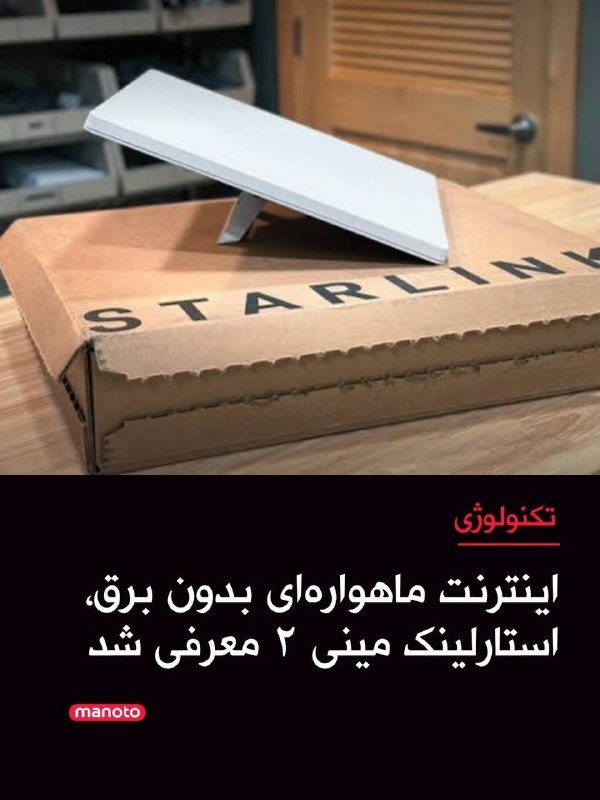 STARLINK
تکنولوژی
اینترنت ماهواره‌ای بدون برق،
استارلینک مینی ۲ معرفی شد
manoto